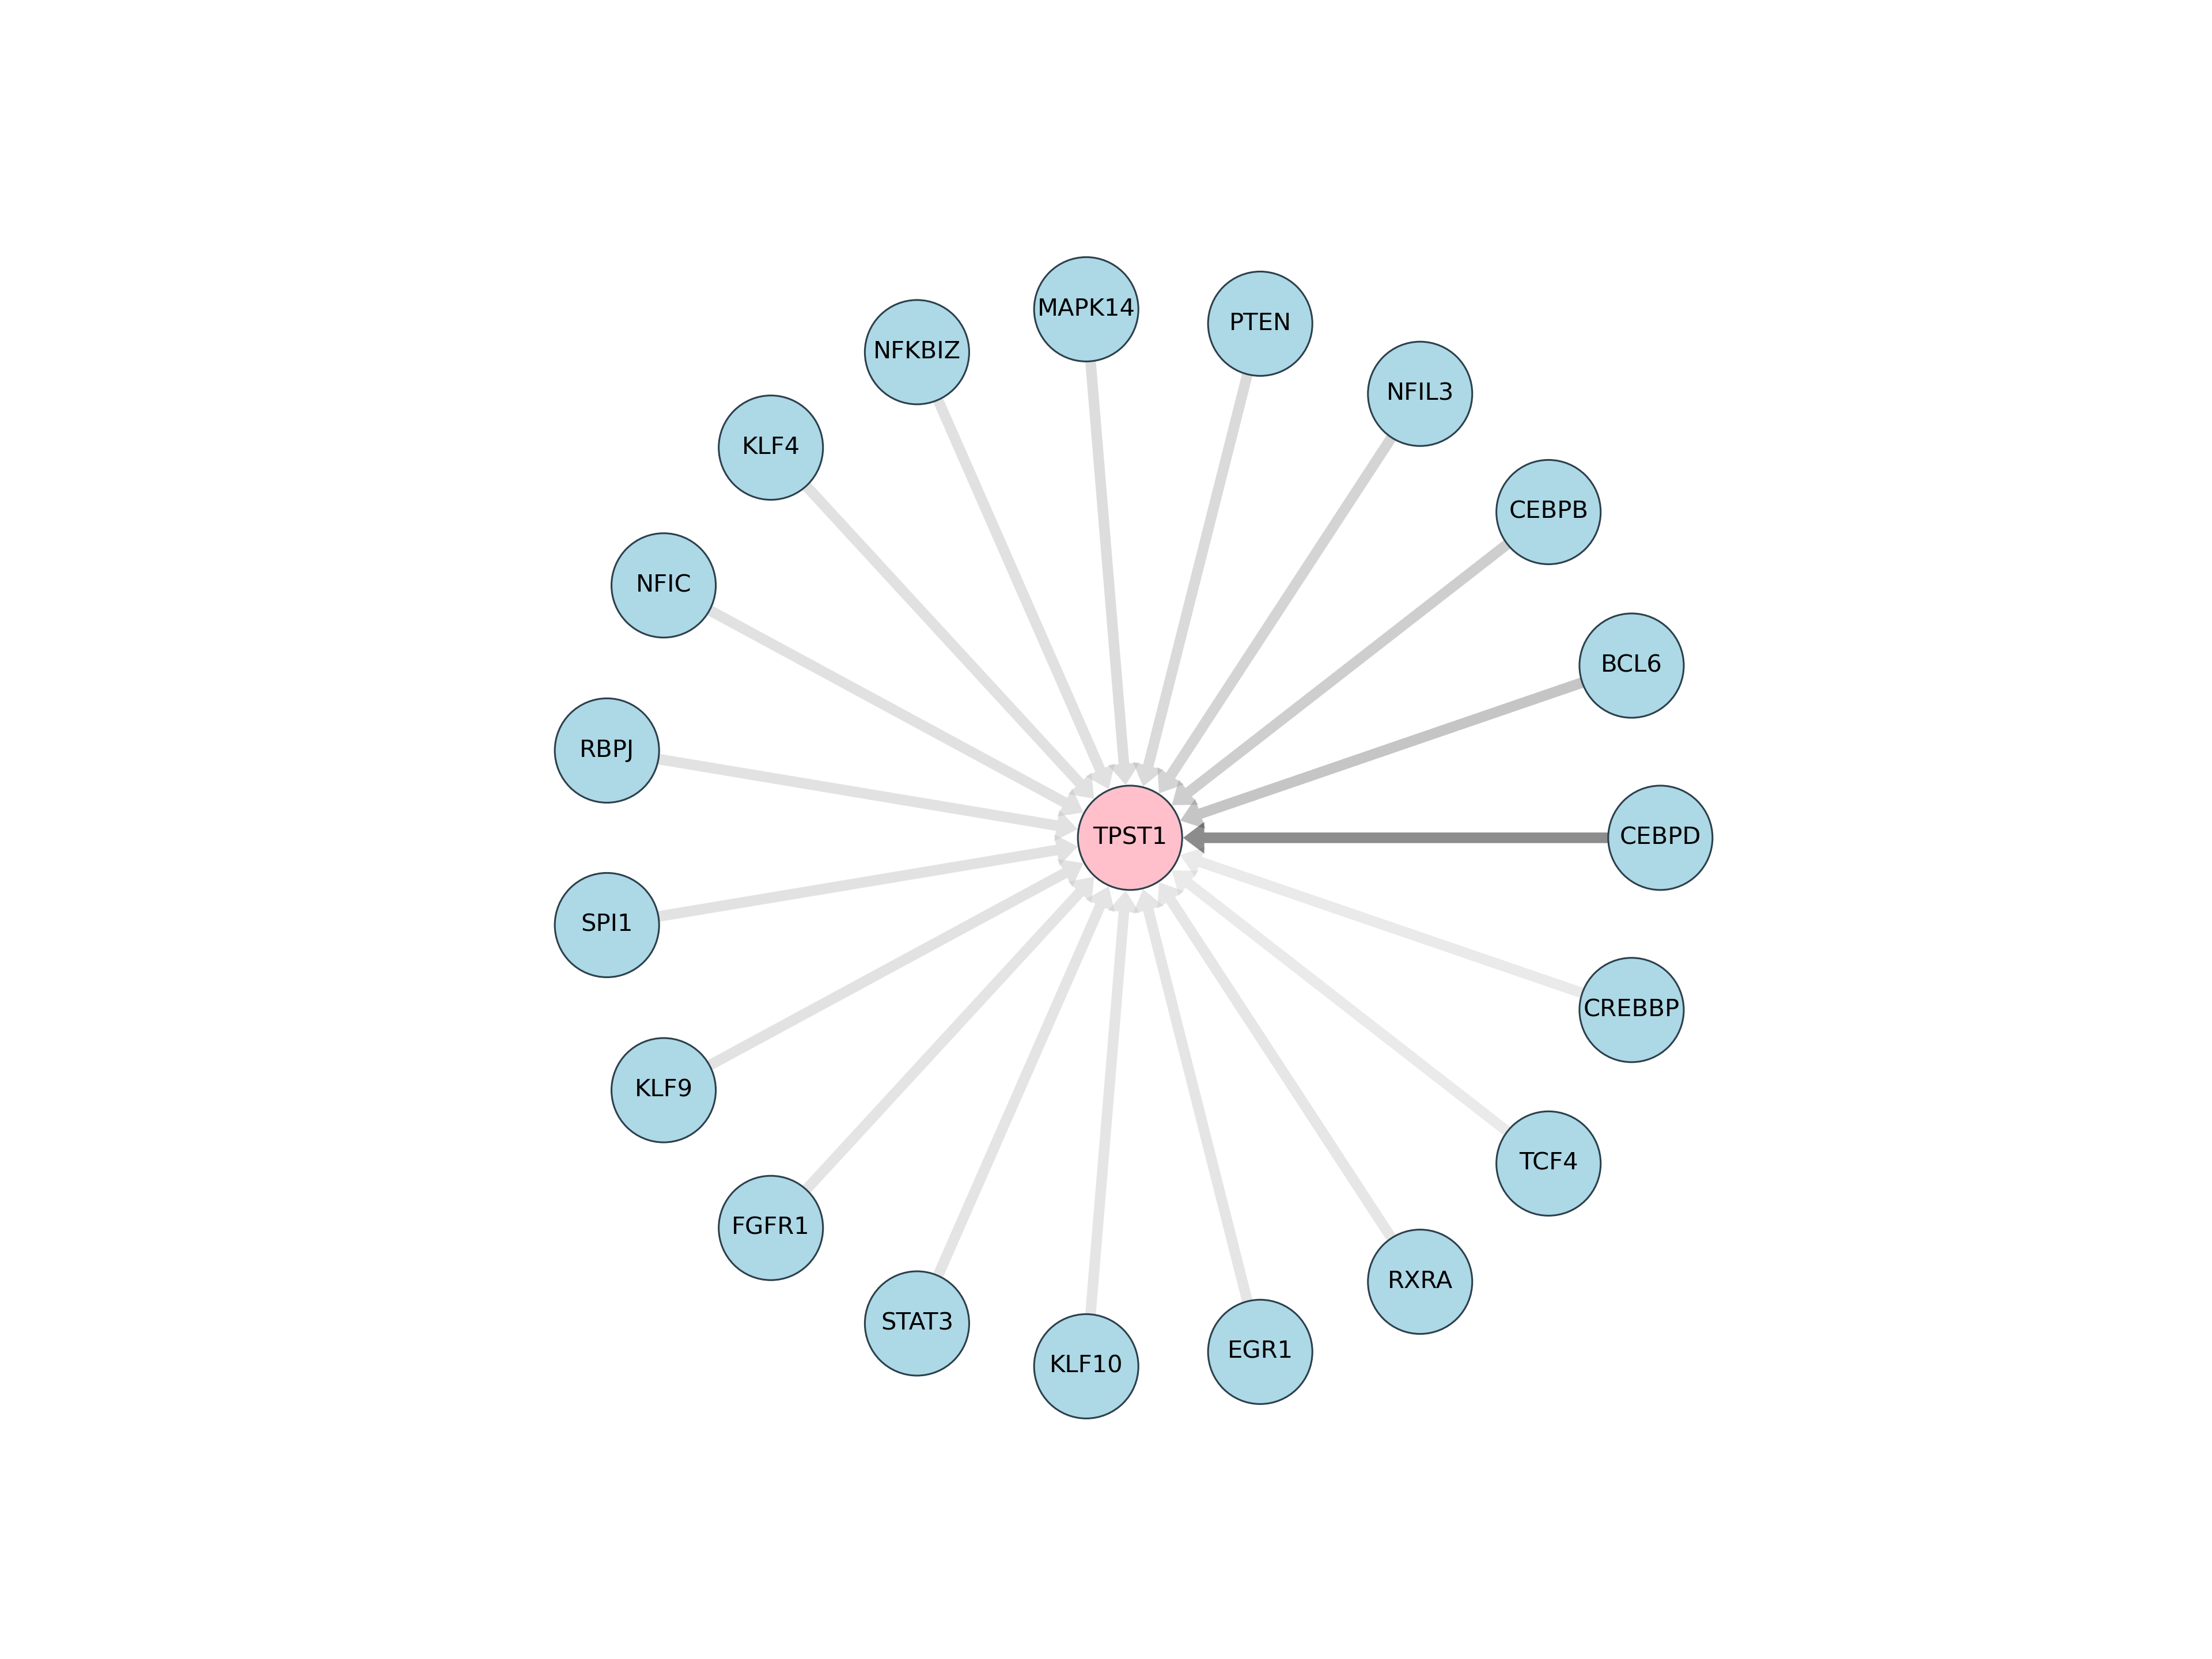 MAPK14
PTEN
NFKBIZ
NFIL3
KLF4
CEBPB
NFIC
BCL6
RBPJ
TPST1
CEBPD
SPI1
CREBBP
KLF9
TCF4
FGFR1
RXRA
STAT3
EGR1
KLF10